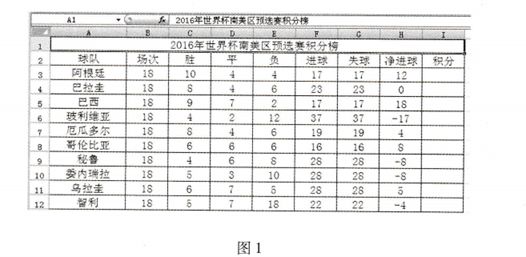 A1 fx 2016年世界杯南美区预选赛积分榜
A B C D E F G H I
1 2016年世界杯南美区预选赛积分榜
2 球队 场次 胜 平 负 进球 失球 净进球 积分
3 阿根廷 18 10 4 4 17 17 12
4 巴拉圭 18 8 4 6 23 23 0
5 巴西 18 9 7 2 17 17 18
6 玻利维亚 18 4 2 12 37 37 -17
7 厄瓜多尔 18 8 4 6 19 19 4
8 哥伦比亚 18 6 6 6 16 16 8
9 秘鲁 18 4 6 8 28 28 -8
10 委内瑞拉 18 5 3 10 28 28 -8
11 乌拉圭 18 6 7 5 28 28 5
12 智利 18 5 7 18 22 22 -4
图1